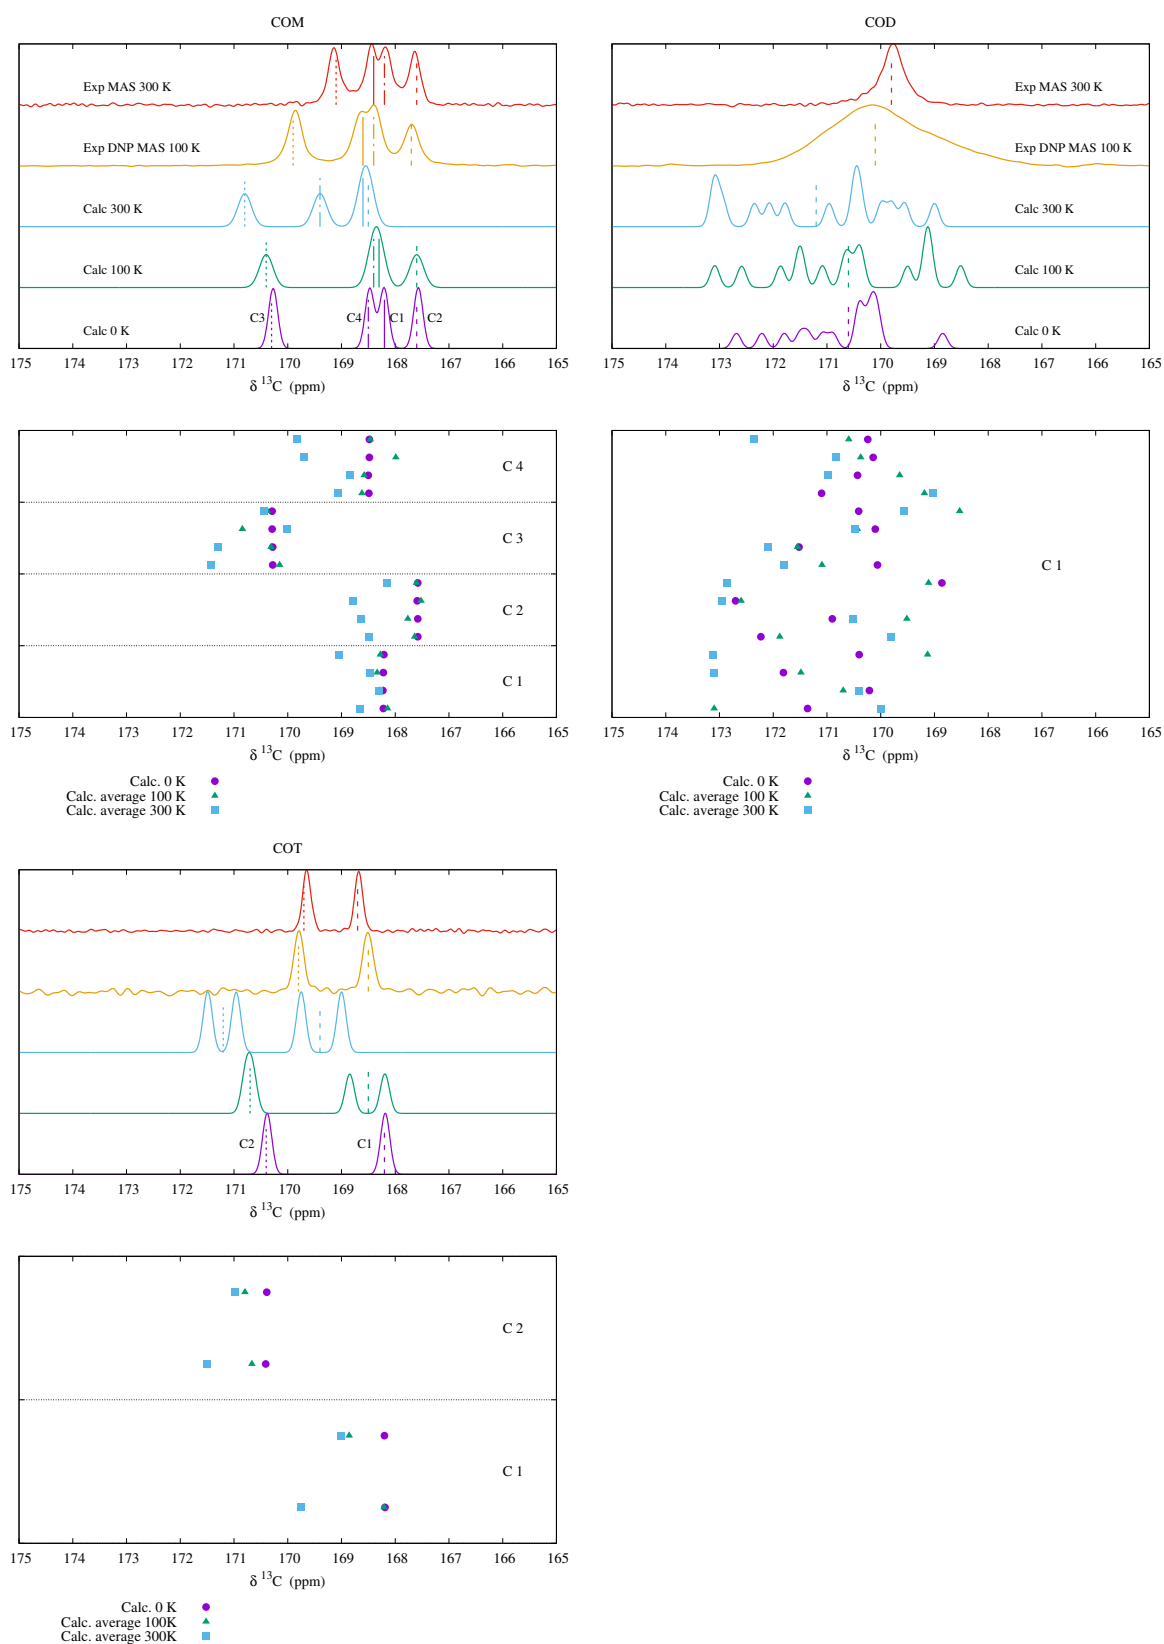 COM
Exp MAS 300 K
Exp DNP MAS 100 K
Calc 300 K
Calc 100 K
Calc 0 K
C3
C4
C1
C2
175 174 173 172 171 170 169 168 167 166 165
δ 13C (ppm)
COD
Exp MAS 300 K
Exp DNP MAS 100 K
Calc 300 K
Calc 100 K
Calc 0 K
175 174 173 172 171 170 169 168 167 166 165
δ 13C (ppm)
C 4
C 3
C 2
C 1
175 174 173 172 171 170 169 168 167 166 165
δ 13C (ppm)
Calc. 0 K
Calc. average 100 K
Calc. average 300 K
C 1
175 174 173 172 171 170 169 168 167 166 165
δ 13C (ppm)
Calc. 0 K
Calc. average 100 K
Calc. average 300 K
COT
C2
C1
175 174 173 172 171 170 169 168 167 166 165
δ 13C (ppm)
C 2
C 1
175 174 173 172 171 170 169 168 167 166 165
δ 13C (ppm)
Calc. 0 K
Calc. average 100K
Calc. average 300K